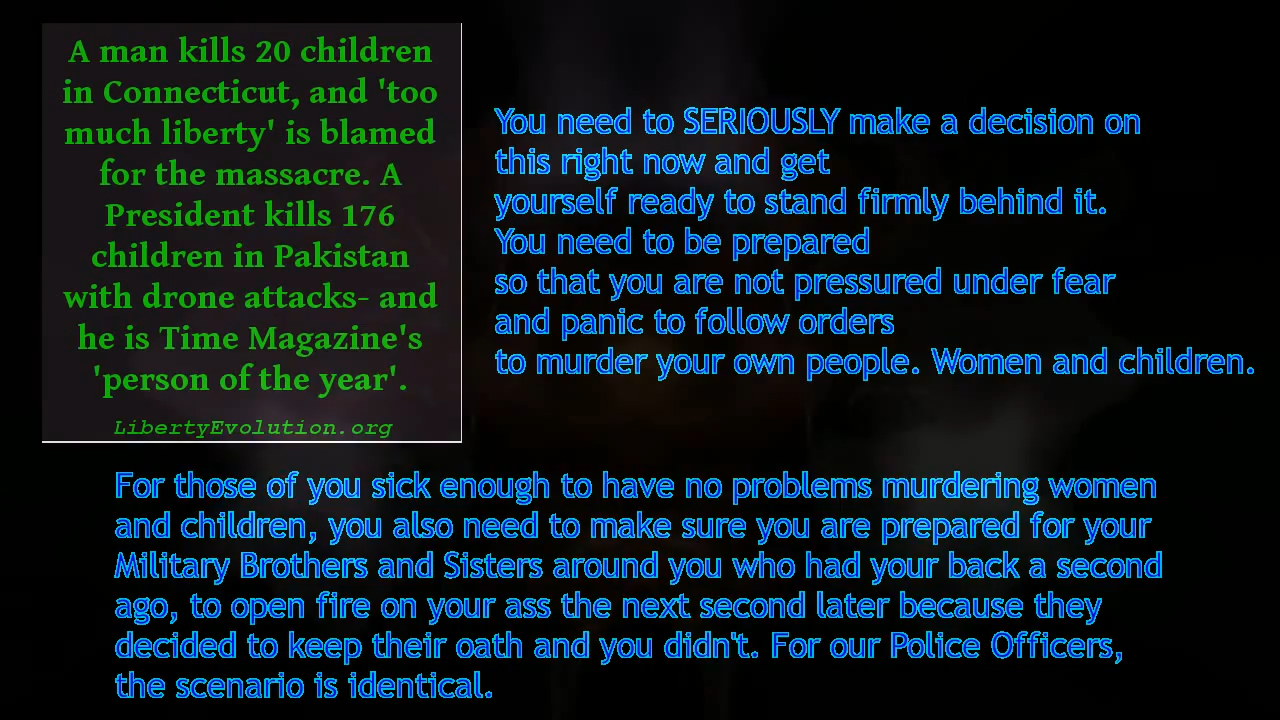 A man kills 20 children
in Connecticut, and 'too
much liberty' is blamed
for the massacre. A
President kills 176
children in Pakistan
with drone attacks- and
he is Time Magazine's
'person of the year'.
LibertyEvolution.org
You need to SERIOUSLY make a decision on
this right now and get
yourself ready to stand firmly behind it.
You need to be prepared
so that you are not pressured under fear
and panic to follow orders
to murder your own people. Women and children.
For those of you sick enough to have no problems murdering women
and children, you also need to make sure you are prepared for your
Military Brothers and Sisters around you who had your back a second
ago, to open fire on your ass the next second later because they
decided to keep their oath and you didn't. For our Police Officers,
the scenario is identical.